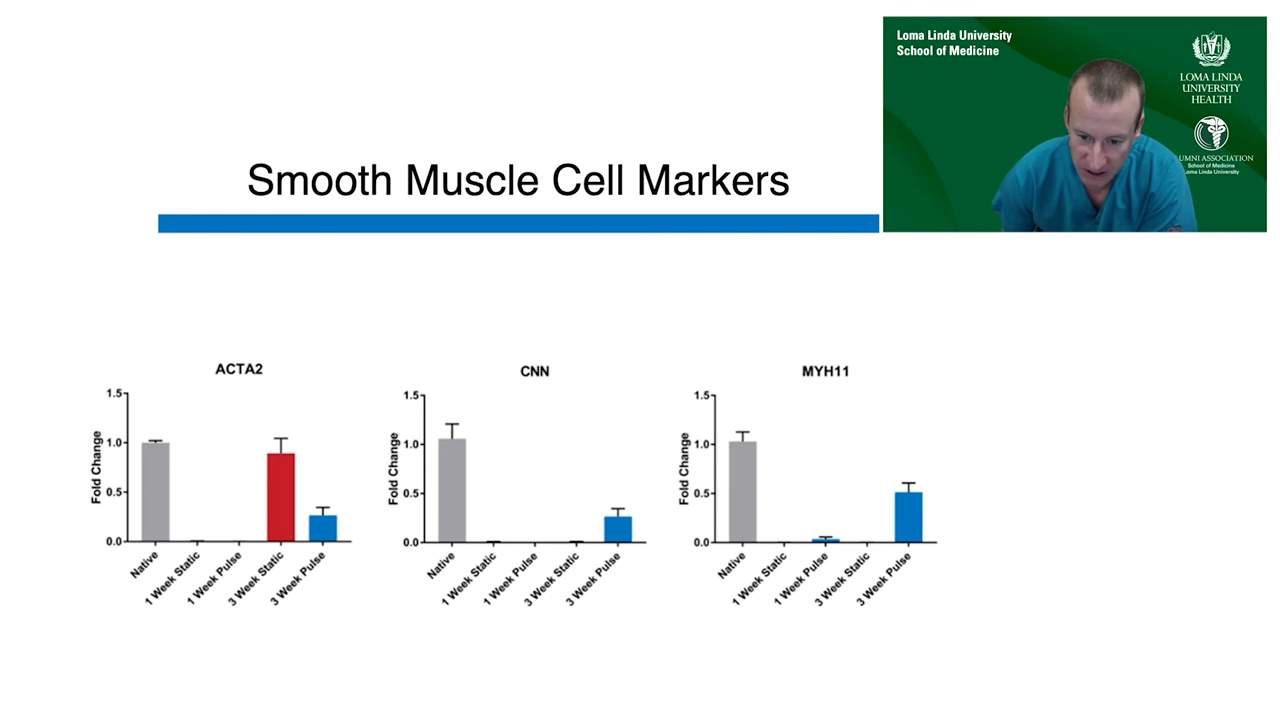 Loma Linda University
School of Medicine
LOMA LINDA
UNIVERSITY
HEALTH
UMNI ASSOCIATION
School of Medicine
Loma Linda University
Smooth Muscle Cell Markers
ACTA2
Fold Change
1.5
1.0
0.5
0.0
Native
1 Week Static
1 Week Pulse
3 Week Static
3 Week Pulse
CNN
Fold Change
1.5
1.0
0.5
0.0
Native
1 Week Static
1 Week Pulse
3 Week Static
3 Week Pulse
MYH11
Fold Change
1.5
1.0
0.5
0.0
Native
1 Week Static
1 Week Pulse
3 Week Static
3 Week Pulse